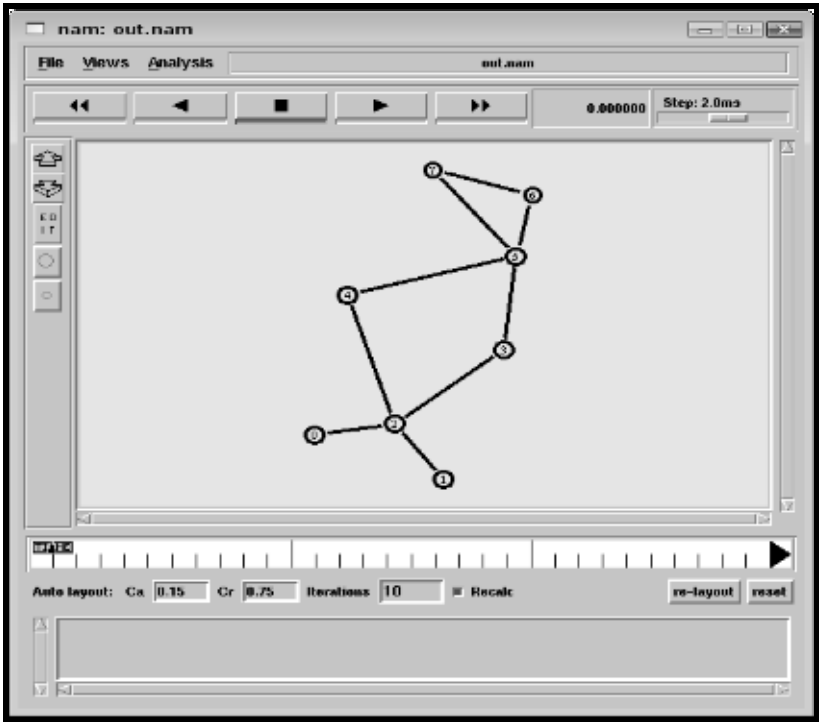 nam: out.nam
File Views Analysis out.nam
0.000000 Step: 2.0ms
E D
I T
7
6
5
4
3
2
0
1
Auto layout: Ca 0.15 Cr 0.75 Iterations 10 Recalc re-layout reset